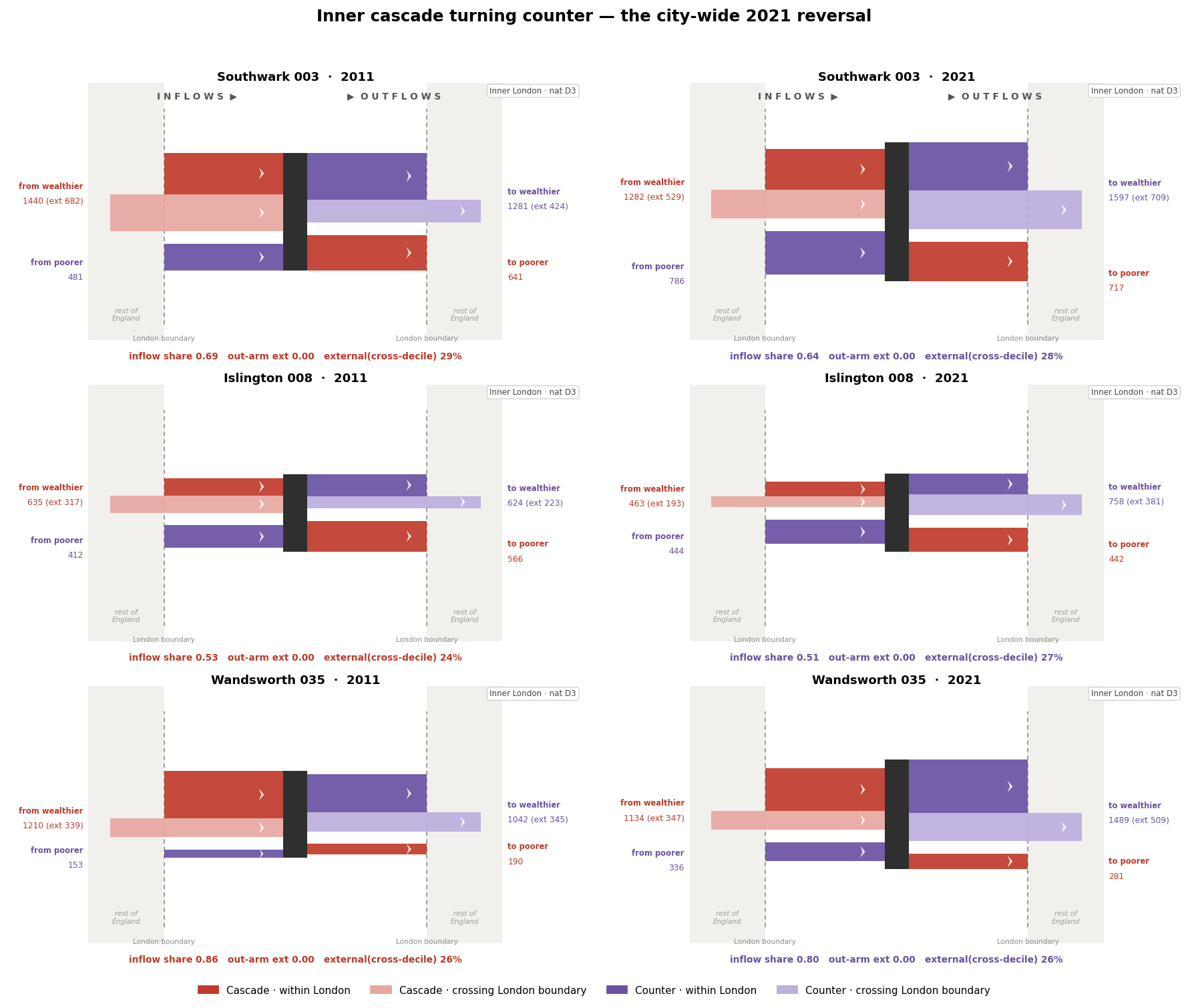 Inner cascade turning counter — the city-wide 2021 reversal
Southwark 003 · 2011
INFLOWS ▶
▶ OUTFLOWS
Inner London · nat D3
from wealthier
1440 (ext 682)
to wealthier
1281 (ext 424)
from poorer
481
to poorer
641
rest of
England
rest of
England
London boundary
London boundary
inflow share 0.69 out-arm ext 0.00 external(cross-decile) 29%
Southwark 003 · 2021
INFLOWS ▶
▶ OUTFLOWS
Inner London · nat D3
from wealthier
1282 (ext 529)
to wealthier
1597 (ext 709)
from poorer
786
to poorer
717
rest of
England
rest of
England
London boundary
London boundary
inflow share 0.64 out-arm ext 0.00 external(cross-decile) 28%
Islington 008 · 2011
Inner London · nat D3
from wealthier
635 (ext 317)
to wealthier
624 (ext 223)
from poorer
412
to poorer
566
rest of
England
rest of
England
London boundary
London boundary
inflow share 0.53 out-arm ext 0.00 external(cross-decile) 24%
Islington 008 · 2021
Inner London · nat D3
from wealthier
463 (ext 193)
to wealthier
758 (ext 381)
from poorer
444
to poorer
442
rest of
England
rest of
England
London boundary
London boundary
inflow share 0.51 out-arm ext 0.00 external(cross-decile) 27%
Wandsworth 035 · 2011
Inner London · nat D3
from wealthier
1210 (ext 339)
to wealthier
1042 (ext 345)
from poorer
153
to poorer
190
rest of
England
rest of
England
London boundary
London boundary
inflow share 0.86 out-arm ext 0.00 external(cross-decile) 26%
Wandsworth 035 · 2021
Inner London · nat D3
from wealthier
1134 (ext 347)
to wealthier
1489 (ext 509)
from poorer
336
to poorer
281
rest of
England
rest of
England
London boundary
London boundary
inflow share 0.80 out-arm ext 0.00 external(cross-decile) 26%
Cascade · within London
Cascade · crossing London boundary
Counter · within London
Counter · crossing London boundary